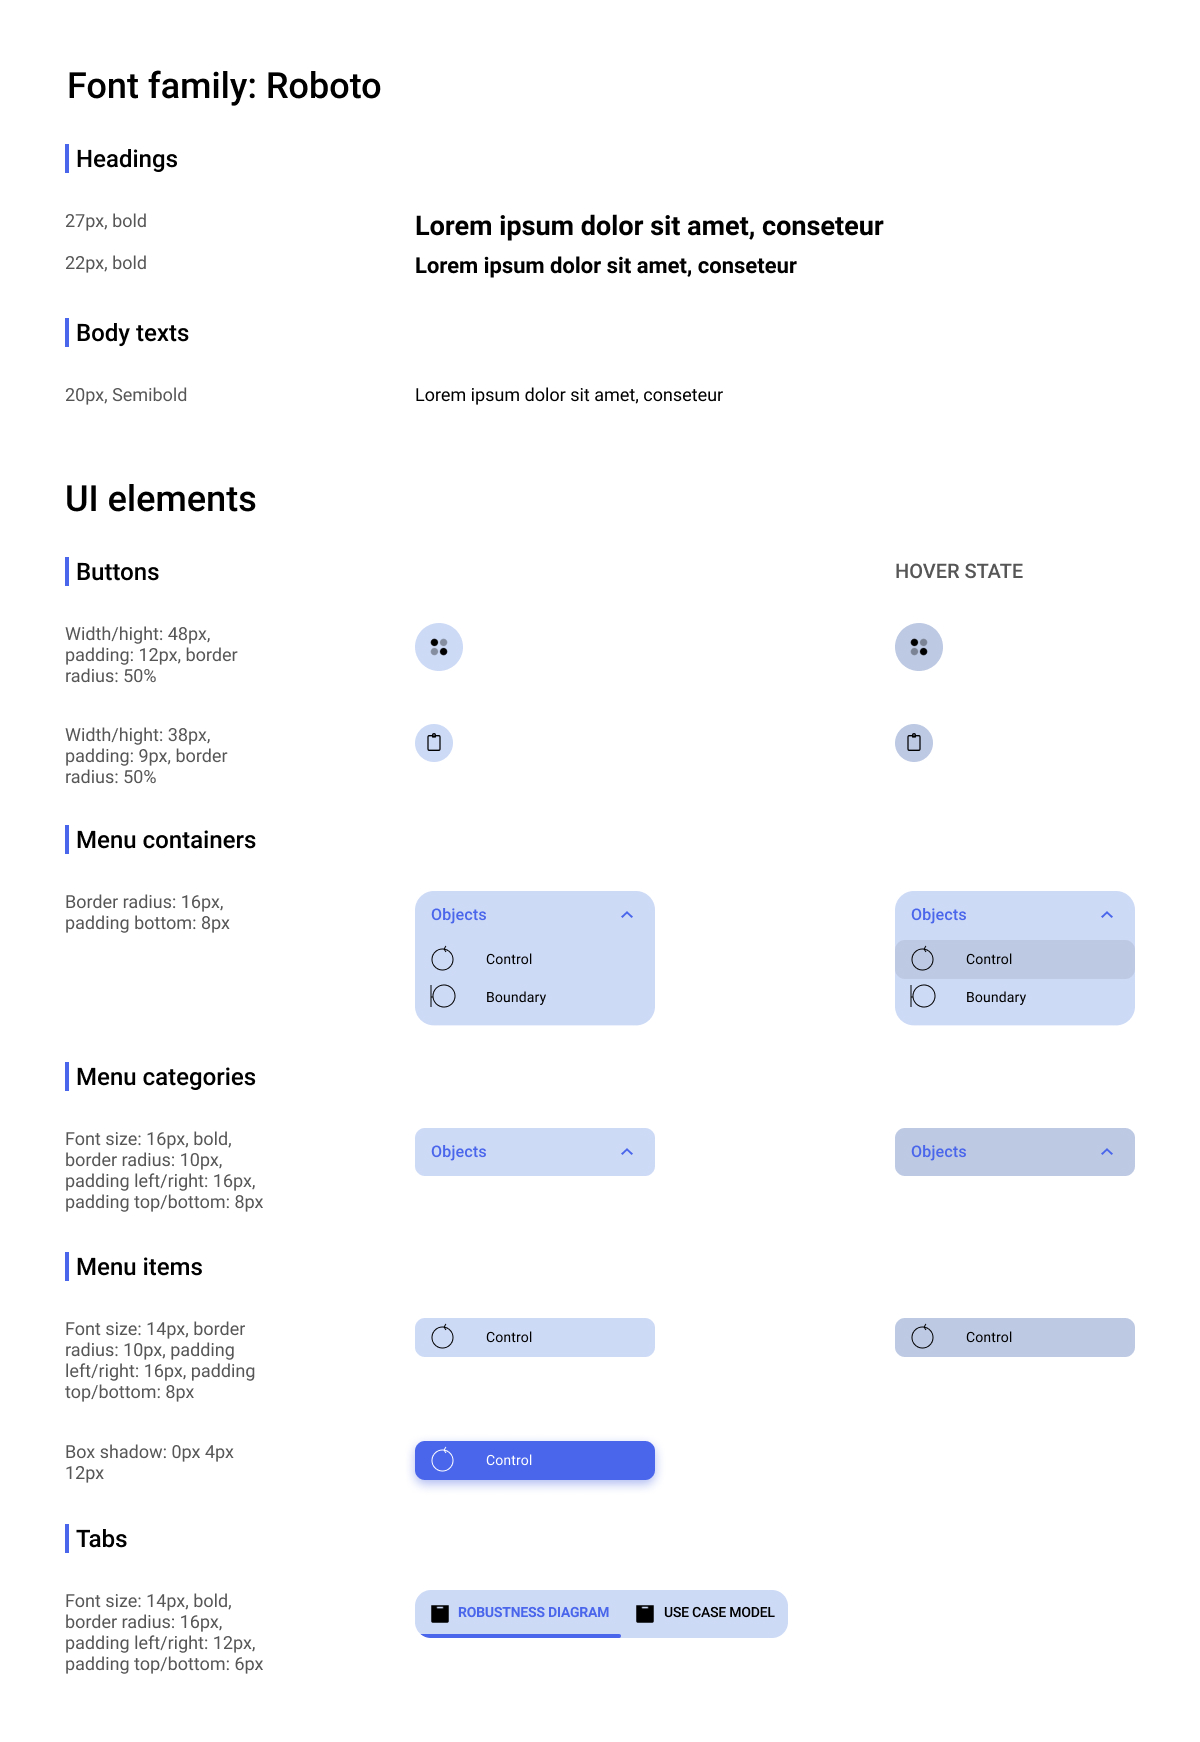 Font family: Roboto
Headings
27px, bold
Lorem ipsum dolor sit amet, conseteur
22px, bold
Lorem ipsum dolor sit amet, conseteur
Body texts
20px, Semibold
Lorem ipsum dolor sit amet, conseteur
UI elements
Buttons
HOVER STATE
Width/hight: 48px,
padding: 12px, border
radius: 50%
Width/hight: 38px,
padding: 9px, border
radius: 50%
Menu containers
Border radius: 16px,
padding bottom: 8px
Objects
Control
Boundary
Objects
Control
Boundary
Menu categories
Font size: 16px, bold,
border radius: 10px,
padding left/right: 16px,
padding top/bottom: 8px
Objects
Objects
Menu items
Font size: 14px, border
radius: 10px, padding
left/right: 16px, padding
top/bottom: 8px
Control
Control
Box shadow: 0px 4px
12px
Control
Tabs
Font size: 14px, bold,
border radius: 16px,
padding left/right: 12px,
padding top/bottom: 6px
ROBUSTNESS DIAGRAM
USE CASE MODEL